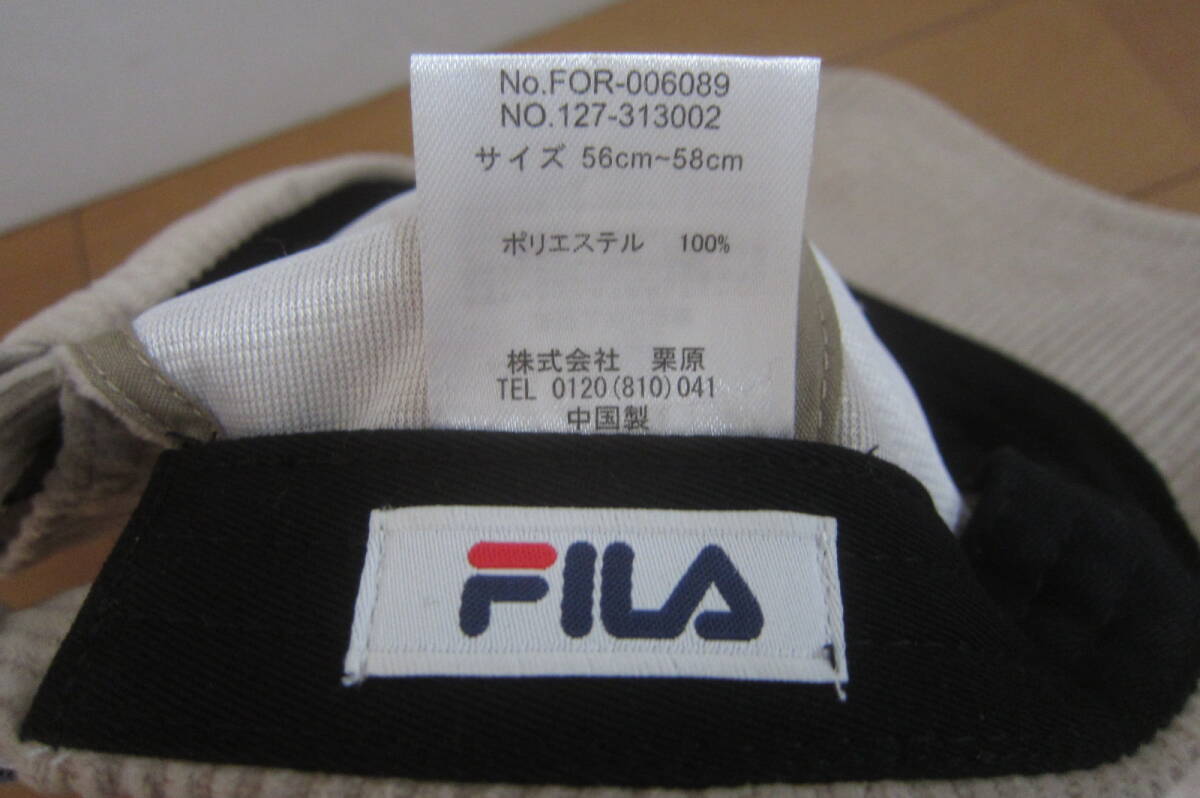 No.FOR-006089
NO.127-313002
サイズ 56cm~58cm
ポリエステル 100%
株式会社 栗原
TEL 0120(810)041
中国製
FILA